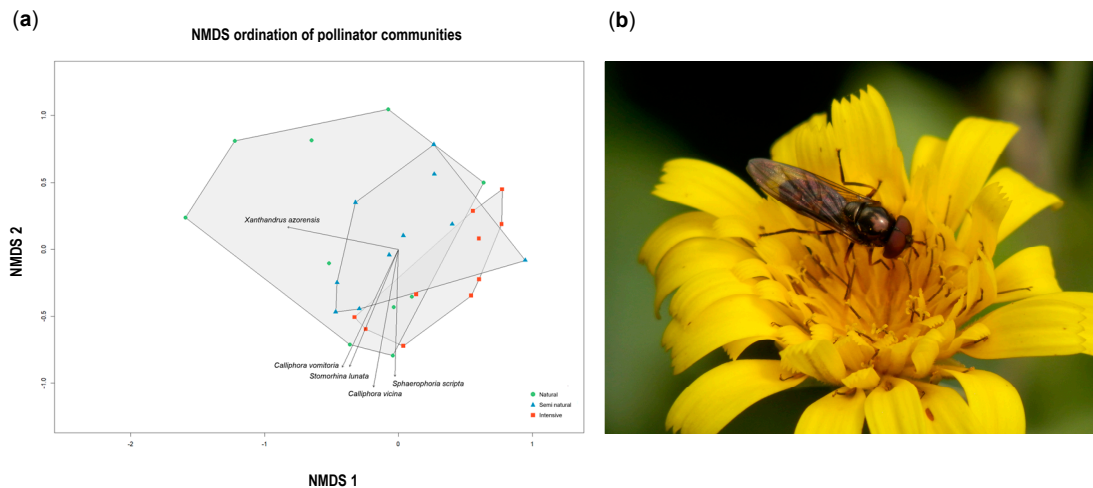 (a)
NMDS ordination of pollinator communities
NMDS 2
1.0
0.5
0.0
-0.5
-1.0
Xanthandrus azorensis
Calliphora vomitoria
Stomorhina lunata
Calliphora vicina
Sphaerophoria scripta
Natural
Semi natural
Intensive
-2
-1
0
1
NMDS 1
(b)